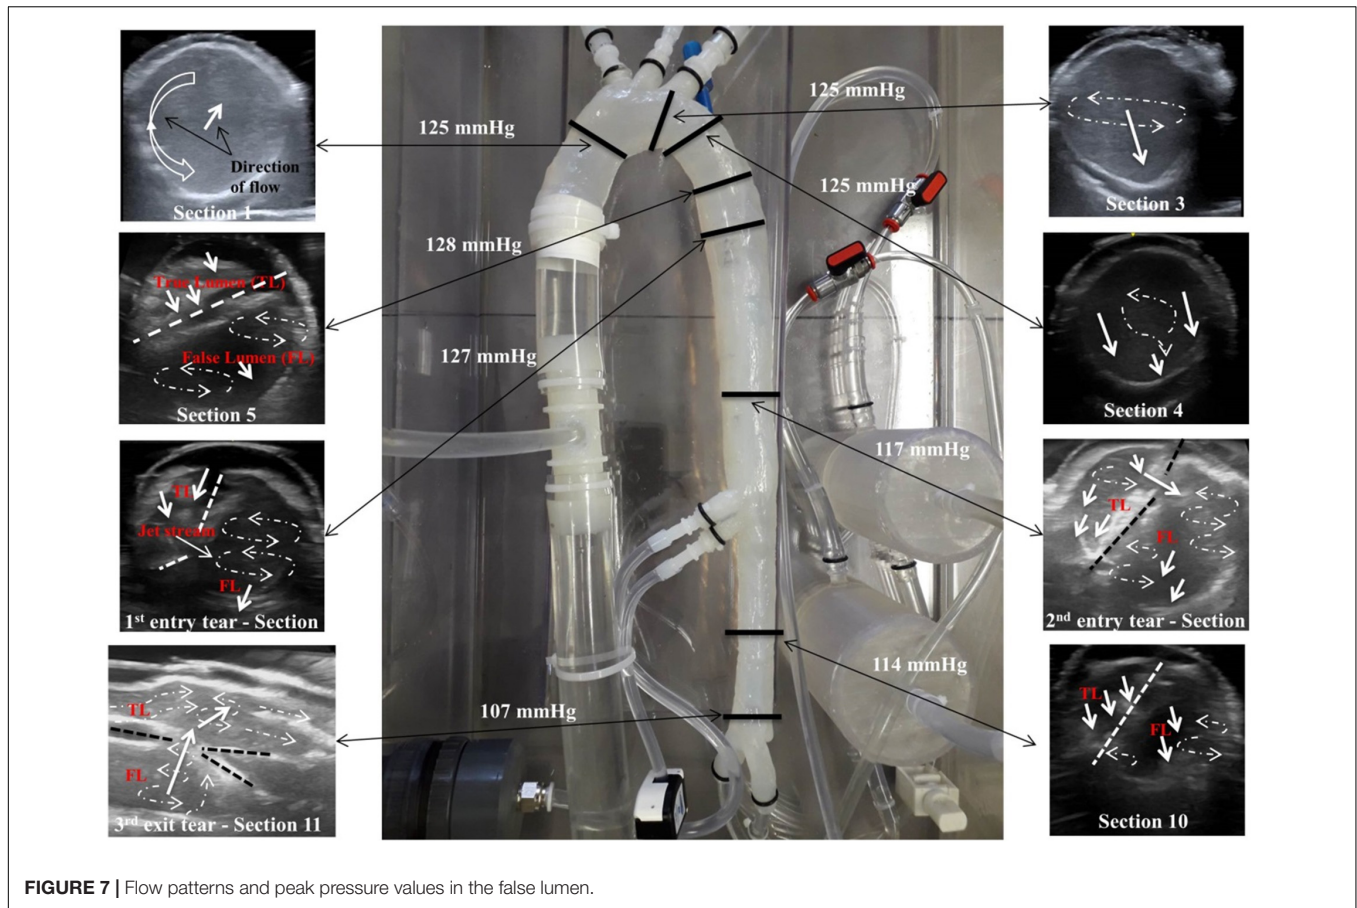 125 mmHg
Direction
of flow
Section 1
125 mmHg
Section 3
128 mmHg
True Lumen (TL)
False Lumen (FL)
Section 5
125 mmHg
Section 4
127 mmHg
TL
Jet stream
FL
1st entry tear - Section
117 mmHg
TL
FL
2nd entry tear - Section
107 mmHg
TL
FL
3rd exit tear - Section 11
114 mmHg
TL
FL
Section 10
FIGURE 7 | Flow patterns and peak pressure values in the false lumen.